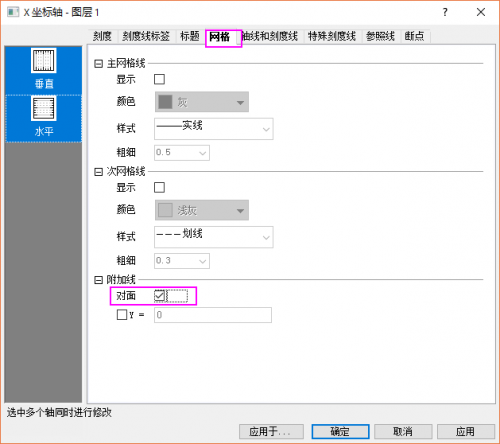 X 坐标轴 - 图层 1
刻度 刻度线标签 标题 网格 轴线和刻度线 特殊刻度线 参照线 断点
垂直
水平
主网格线
显示
颜色 灰
样式 实线
粗细 0.5
次网格线
显示
颜色 浅灰
样式 划线
粗细 0.3
附加线
对面
Y = 0
选中多个轴同时进行修改
应用于... 确定 取消 应用